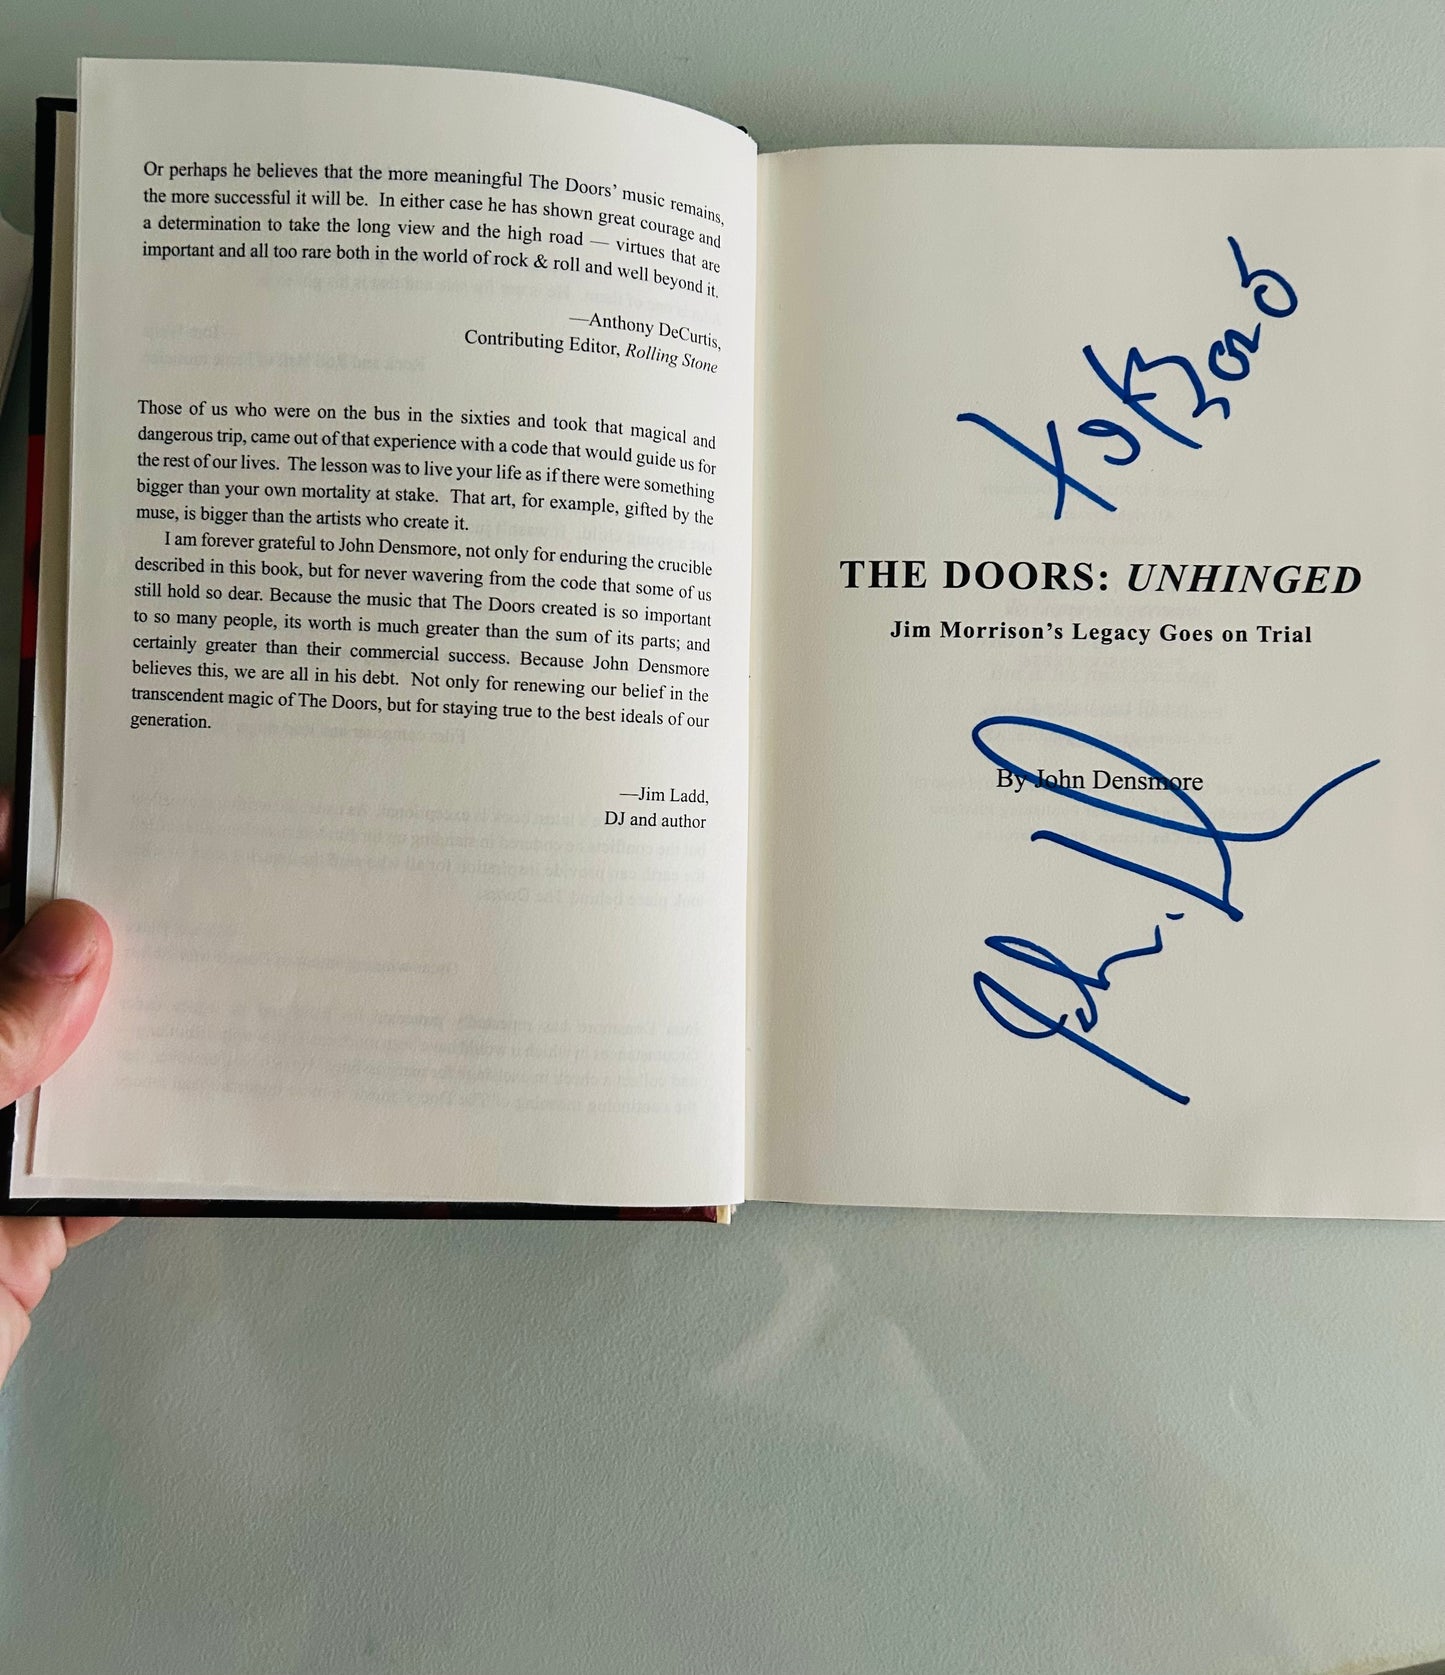 Or perhaps he believes that the more meaningful The Doors’ music remains,
the more successful it will be. In either case he has shown great courage and
a determination to take the long view and the high road — virtues that are
important and all too rare both in the world of rock & roll and well beyond it.
—Anthony DeCurtis,
Contributing Editor, Rolling Stone
Those of us who were on the bus in the sixties and took that magical and
dangerous trip, came out of that experience with a code that would guide us for
the rest of our lives. The lesson was to live your life as if there were something
bigger than your own mortality at stake. That art, for example, gifted by the
muse, is bigger than the artists who create it.
I am forever grateful to John Densmore, not only for enduring the crucible
described in this book, but for never wavering from the code that some of us
still hold so dear. Because the music that The Doors created is so important
to so many people, its worth is much greater than the sum of its parts; and
certainly greater than their commercial success. Because John Densmore
believes this, we are all in his debt. Not only for renewing our belief in the
transcendent magic of The Doors, but for staying true to the best ideals of our
generation.
—Jim Ladd,
DJ and author
THE DOORS: UNHINGED
Jim Morrison’s Legacy Goes on Trial
By John Densmore
John D